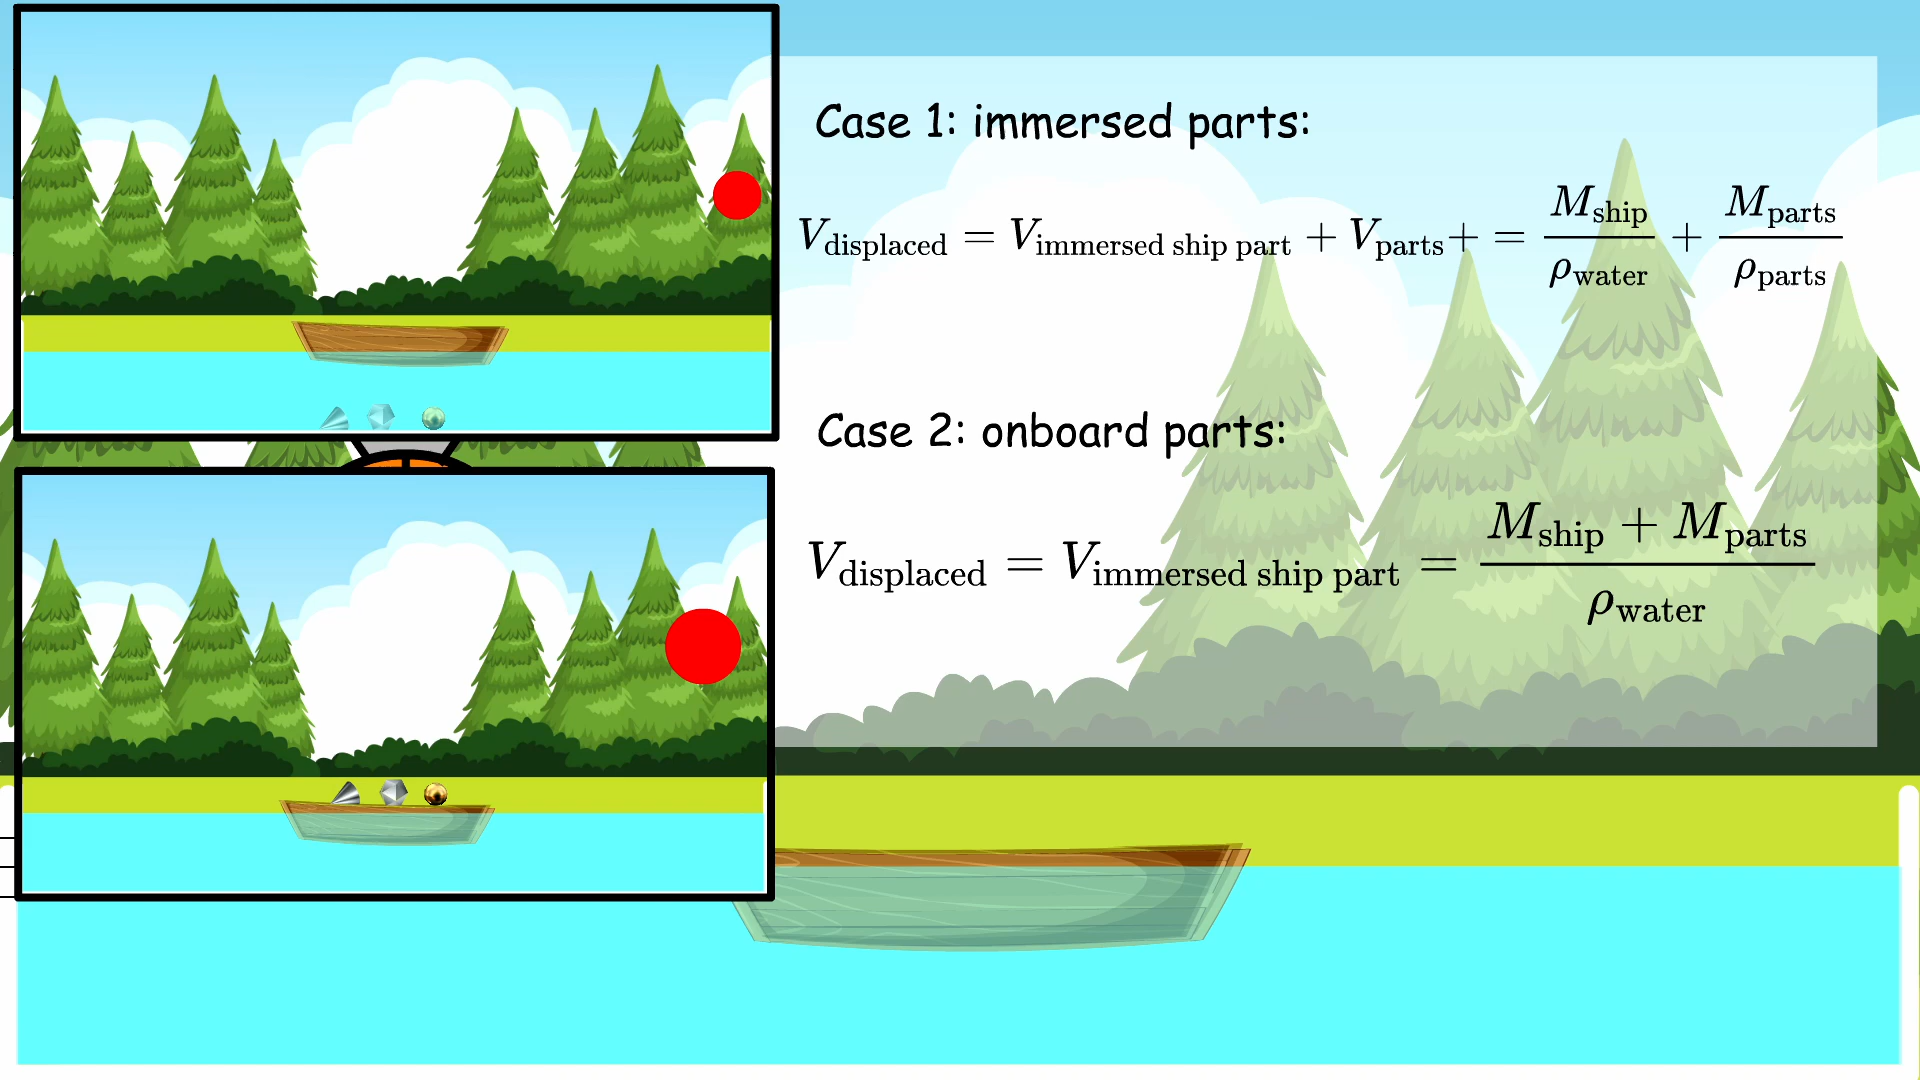 Case 1: immersed parts:
V_displaced = V_immersed ship part + V_parts + = M_ship / ρ_water + M_parts / ρ_parts
Case 2: onboard parts:
V_displaced = V_immersed ship part = (M_ship + M_parts) / ρ_water